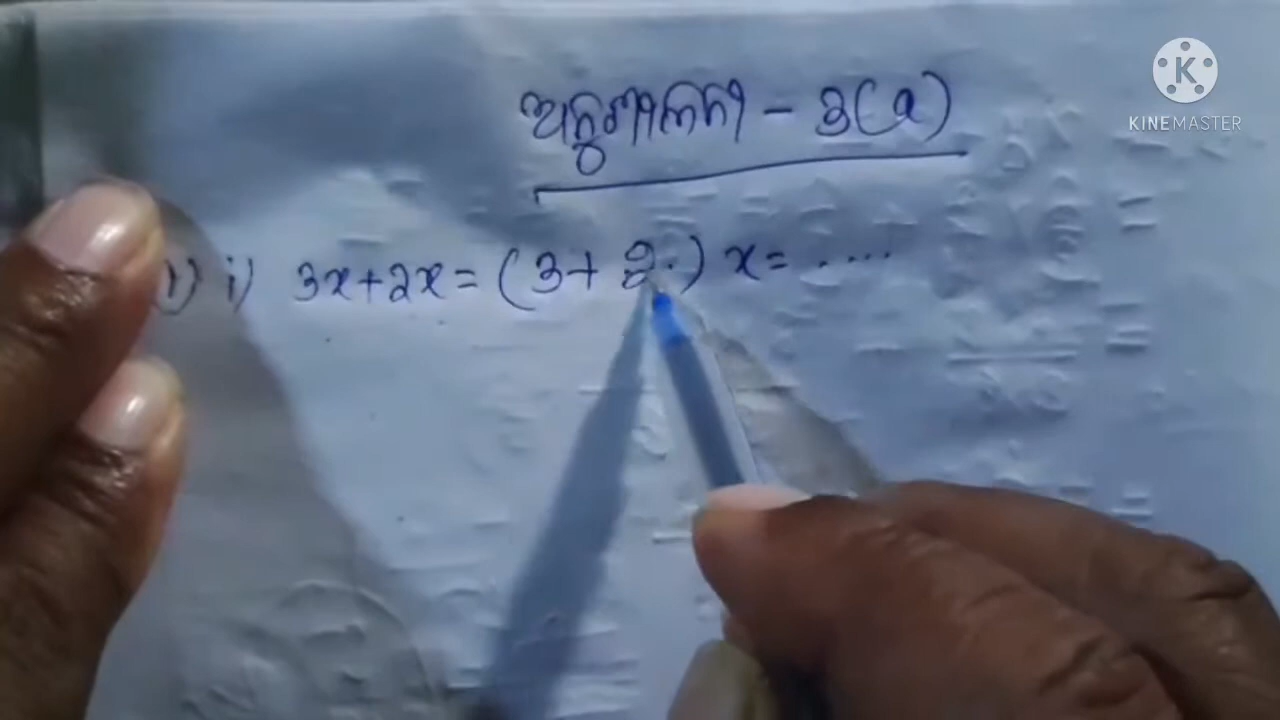 ଅନୁଶୀଳନୀ - 3(a)
1) i) 3x+2x = (3+ 2.) x = .....
KINEMASTER